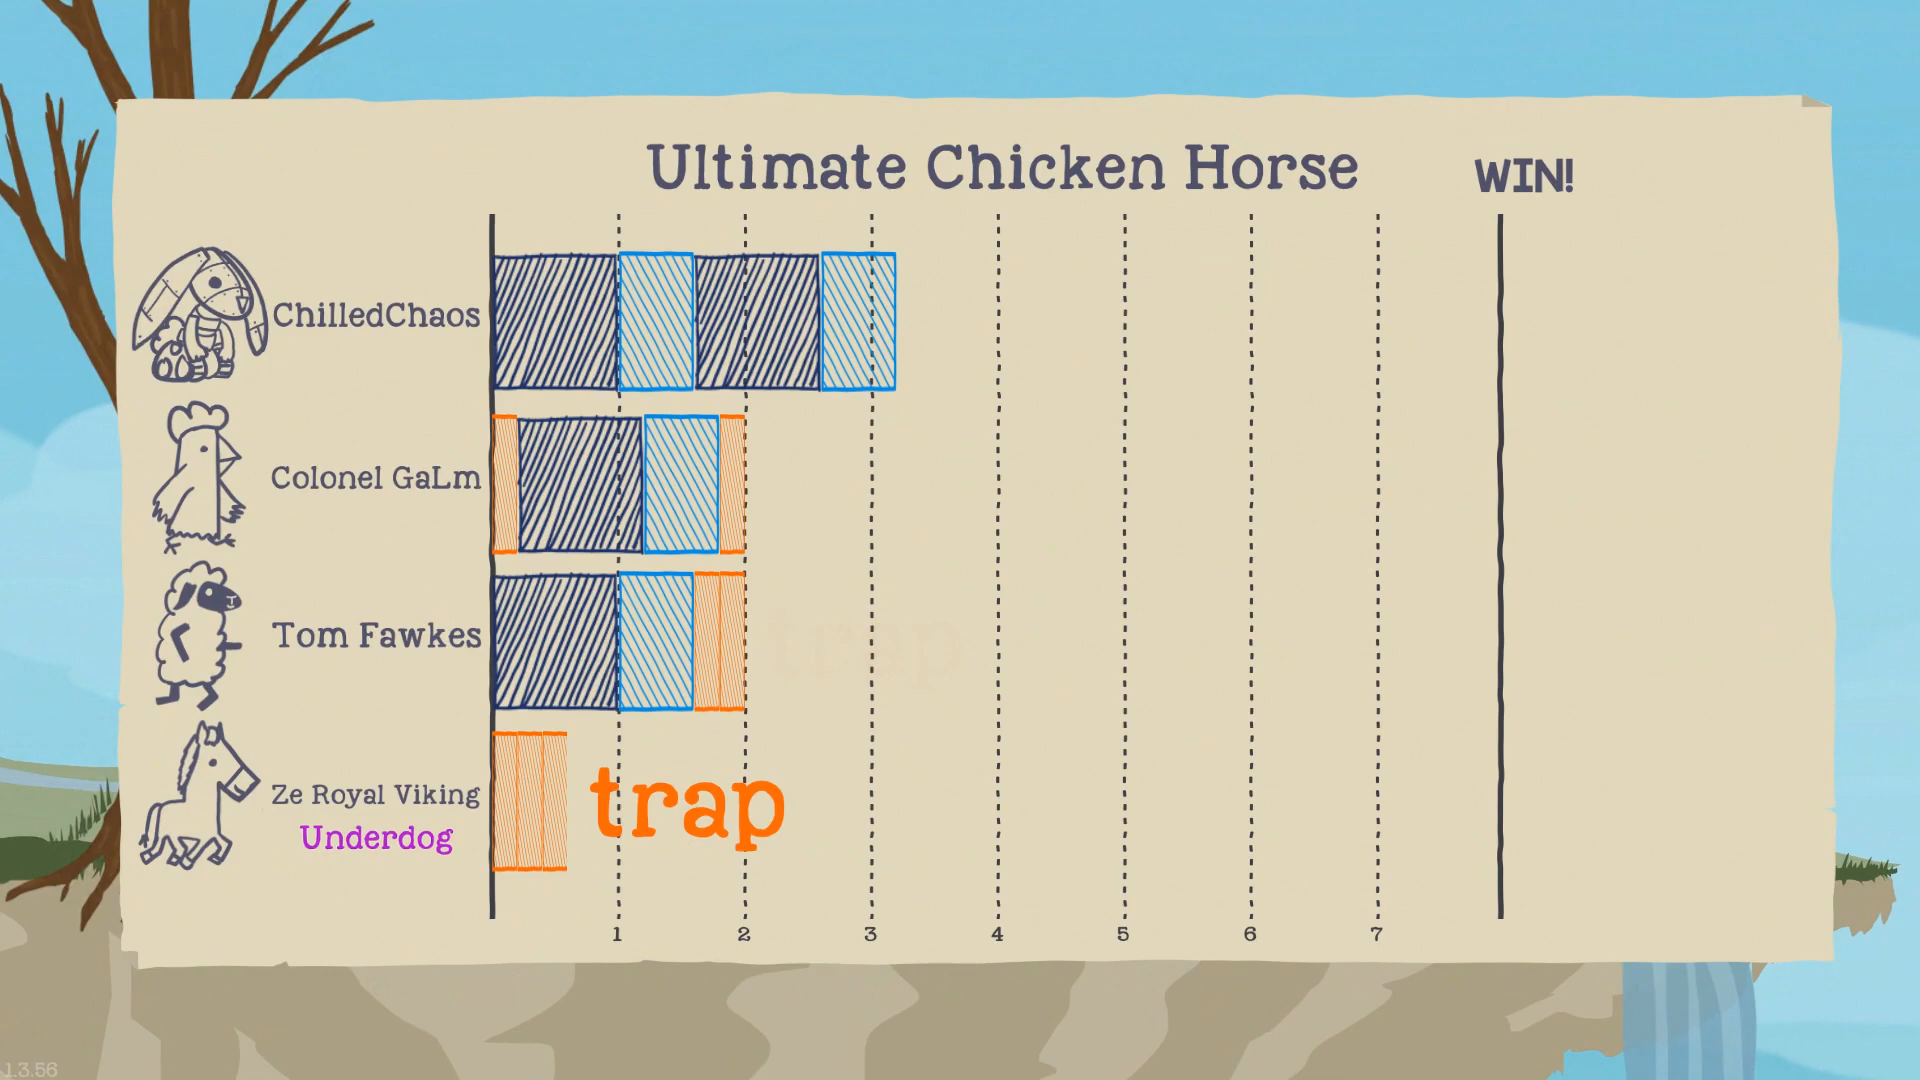 Ultimate Chicken Horse
WIN!
ChilledChaos
Colonel GaLm
Tom Fawkes
trap
Ze Royal Viking
Underdog
trap
1 2 3 4 5 6 7
1.3.56